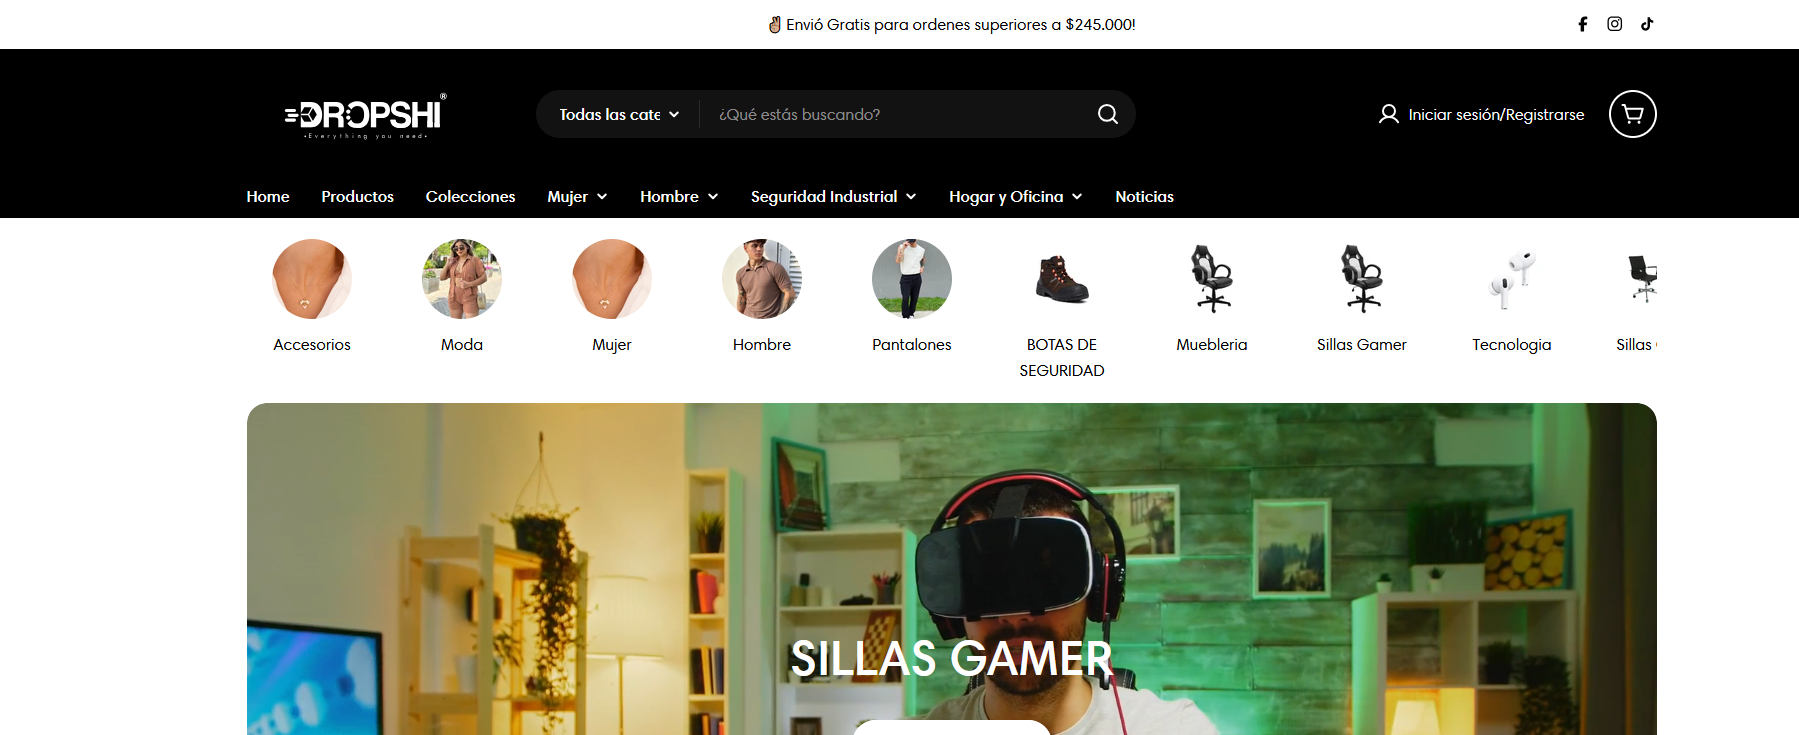 ✌🏼 Envió Gratis para ordenes superiores a $245.000!
DROPSHI®
•Everything you need•
Todas las cate
¿Qué estás buscando?
Iniciar sesión/Registrarse
Home
Productos
Colecciones
Mujer
Hombre
Seguridad Industrial
Hogar y Oficina
Noticias
Accesorios
Moda
Mujer
Hombre
Pantalones
BOTAS DE
SEGURIDAD
Muebleria
Sillas Gamer
Tecnologia
Sillas
SILLAS GAMER